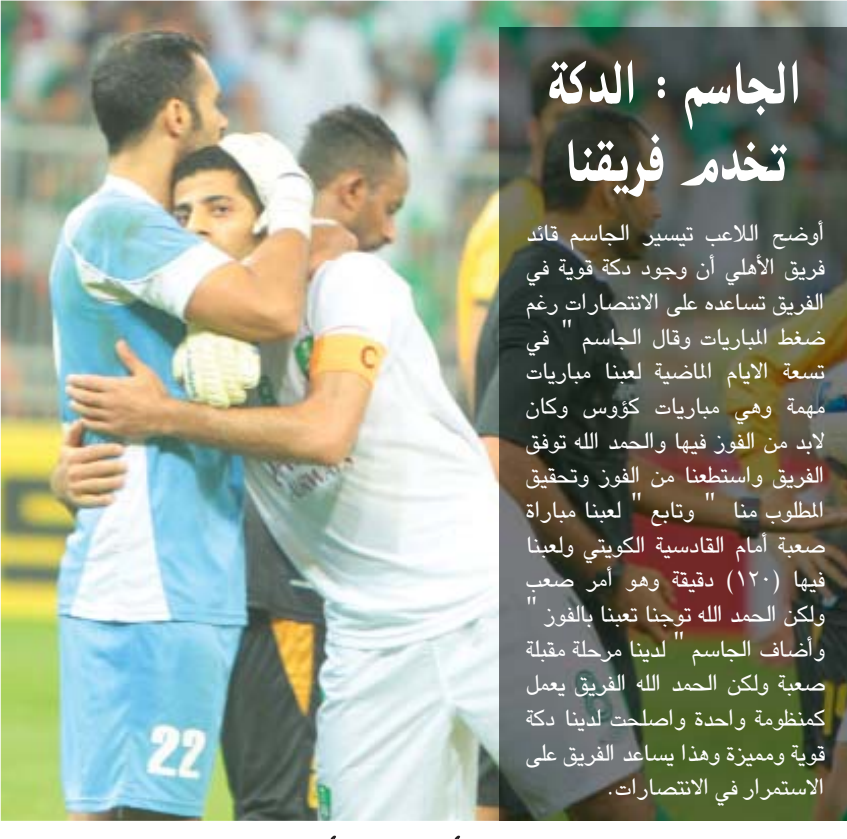 الجاسم : الدكة
تخدم فريقنا
أوضح اللاعب تيسير الجاسم قائد
فريق الأهلي أن وجود دكة قوية في
الفريق تساعده على الانتصارات رغم
ضغط المباريات وقال الجاسم " في
تسعة الايام الماضية لعبنا مباريات
مهمة وهي مباريات كؤوس وكان
لابد من الفوز فيها والحمد الله توفق
الفريق واستطعنا من الفوز وتحقيق
المطلوب منا " وتابع " لعبنا مباراة
صعبة أمام القادسية الكويتي ولعبنا
فيها (١٢٠) دقيقة وهو أمر صعب
ولكن الحمد الله توجنا تعبنا بالفوز "
وأضاف الجاسم " لدينا مرحلة مقبلة
صعبة ولكن الحمد الله الفريق يعمل
كمنظومة واحدة واصلحت لدينا دكة
قوية ومميزة وهذا يساعد الفريق على
الاستمرار في الانتصارات.
C
22